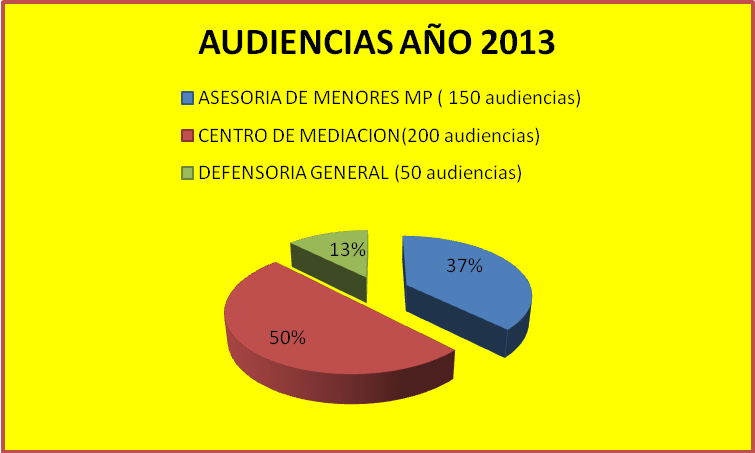 AUDIENCIAS AÑO 2013
ASESORIA DE MENORES MP ( 150 audiencias)
CENTRO DE MEDIACION(200 audiencias)
DEFENSORIA GENERAL (50 audiencias)
13%
37%
50%